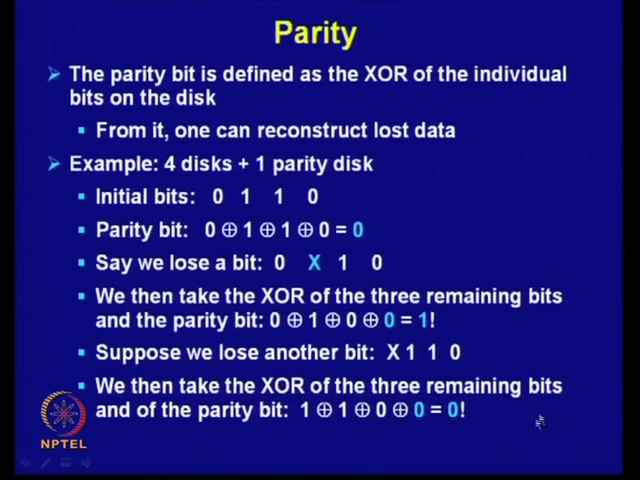 Parity
The parity bit is defined as the XOR of the individual
bits on the disk
From it, one can reconstruct lost data
Example: 4 disks + 1 parity disk
Initial bits: 0 1 1 0
Parity bit: 0 ⊕ 1 ⊕ 1 ⊕ 0 = 0
Say we lose a bit: 0 X 1 0
We then take the XOR of the three remaining bits
and the parity bit: 0 ⊕ 1 ⊕ 0 ⊕ 0 = 1!
Suppose we lose another bit: X 1 1 0
We then take the XOR of the three remaining bits
and of the parity bit: 1 ⊕ 1 ⊕ 0 ⊕ 0 = 0!
NPTEL